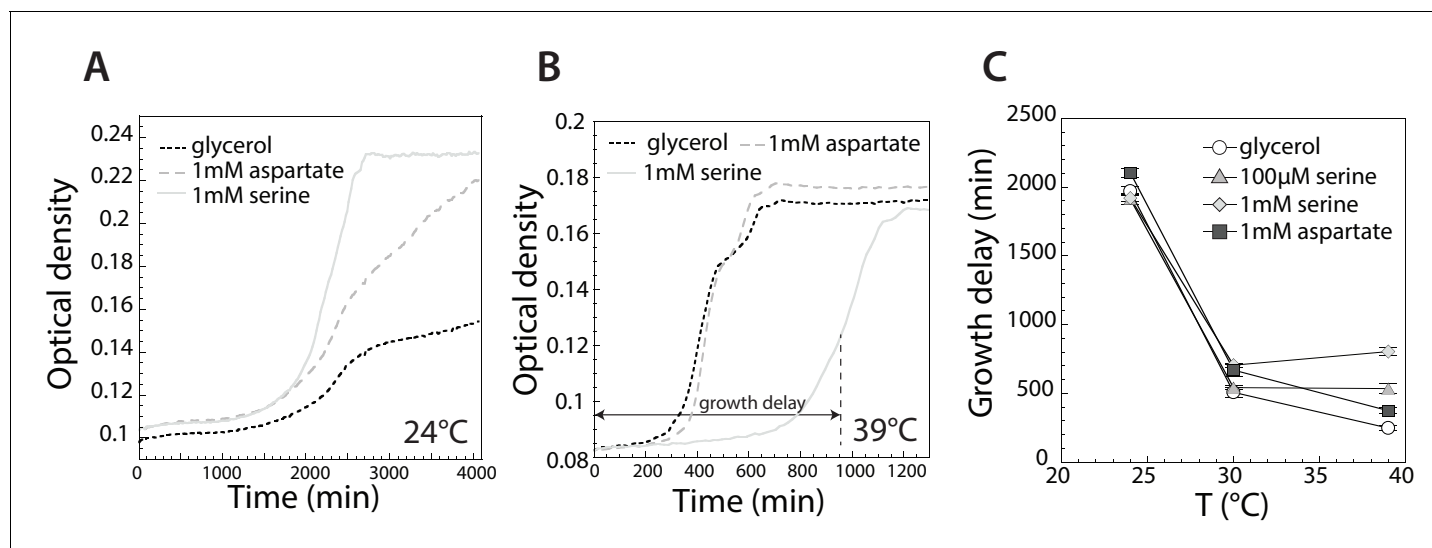 A
Optical density
0.24
0.22
0.2
0.18
0.16
0.14
0.12
0.1
glycerol
1mM aspartate
1mM serine
24°C
0 1000 2000 3000 4000
Time (min)
B
Optical density
0.2
0.18
0.16
0.14
0.12
0.1
0.08
glycerol 1mM aspartate
1mM serine
growth delay
39°C
0 200 400 600 800 1000 1200
Time (min)
C
Growth delay (min)
2500
2000
1500
1000
500
0
glycerol
100µM serine
1mM serine
1mM aspartate
20 25 30 35 40
T (°C)